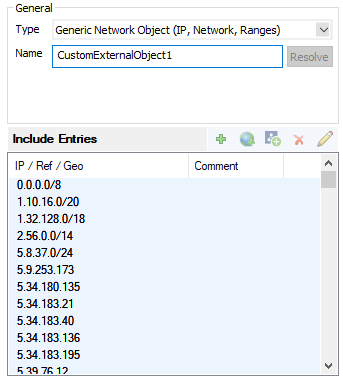 General
Type Generic Network Object (IP, Network, Ranges)
Name CustomExternalObject1 Resolve
Include Entries
IP / Ref / Geo Comment
0.0.0.0/8
1.10.16.0/20
1.32.128.0/18
2.56.0.0/14
5.8.37.0/24
5.9.253.173
5.34.180.135
5.34.183.21
5.34.183.40
5.34.183.136
5.34.183.195
5.39.76.12